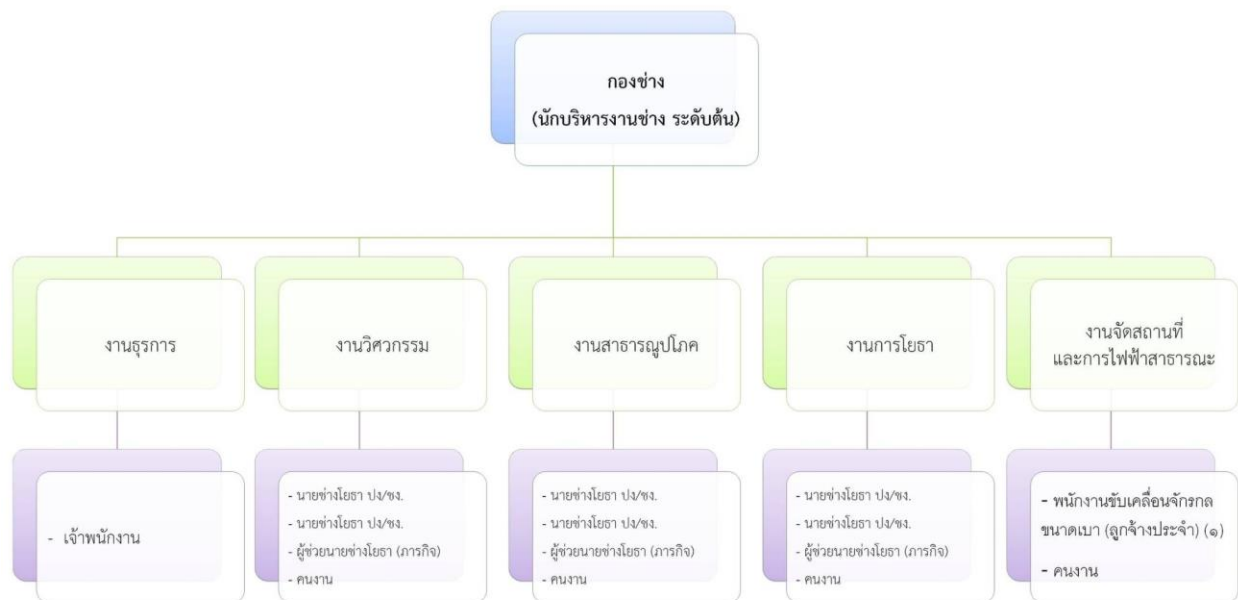 กองช่าง
(นักบริหารงานช่าง ระดับต้น)
งานธุรการ
งานวิศวกรรม
งานสาธารณูปโภค
งานการโยธา
งานจัดสถานที่
และการไฟฟ้าสาธารณะ
- เจ้าพนักงาน
- นายช่างโยธา ปง/ชง.
- นายช่างโยธา ปง/ชง.
- ผู้ช่วยนายช่างโยธา (ภารกิจ)
- คนงาน
- นายช่างโยธา ปง/ชง.
- นายช่างโยธา ปง/ชง.
- ผู้ช่วยนายช่างโยธา (ภารกิจ)
- คนงาน
- นายช่างโยธา ปง/ชง.
- นายช่างโยธา ปง/ชง.
- ผู้ช่วยนายช่างโยธา (ภารกิจ)
- คนงาน
- พนักงานขับเคลื่อนจักรกล
ขนาดเบา (ลูกจ้างประจำ) (๑)
- คนงาน